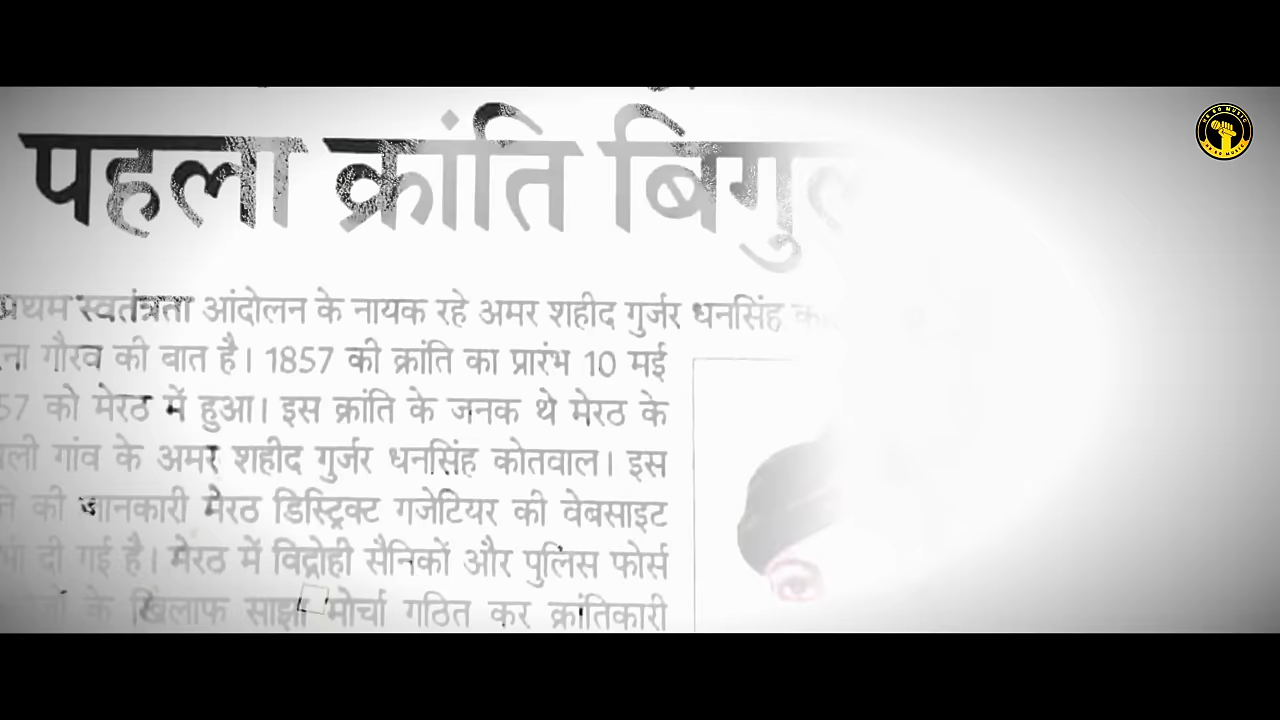 पहला क्रांति बिगुल
प्रथम स्वतंत्रता आंदोलन के नायक रहे अमर शहीद गुर्जर धनसिंह
गौरव की बात है। 1857 की क्रांति का प्रारंभ 10 मई
57 को मेरठ में हुआ। इस क्रांति के जनक थे मेरठ के
ली गांव के अमर शहीद गुर्जर धनसिंह कोतवाल। इस
की जानकारी मेरठ डिस्ट्रिक्ट गजेटियर की वेबसाइट
दी गई है। मेरठ में विद्रोही सैनिकों और पुलिस फोर्स
के खिलाफ साझा मोर्चा गठित कर क्रांतिकारी